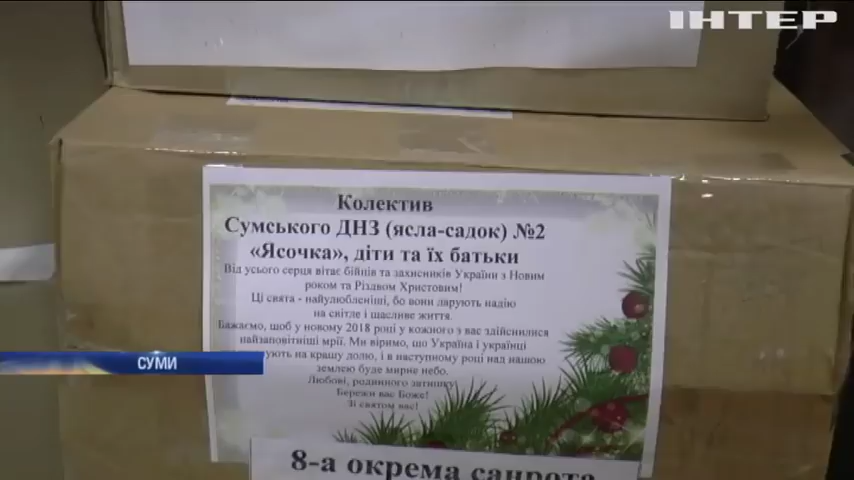 ІНТЕР
Колектив
Сумського ДНЗ (ясла-садок) №2
«Ясочка», діти та їх батьки
Від усього серця вітає бійців та захисників України з Новим
роком та Різдвом Христовим!
Ці свята - найулюбленіші, бо вони дарують надію
на світле і щасливе життя.
Бажаємо, щоб у новому 2018 році у кожного з вас здійснилися
найзаповітніші мрії. Ми віримо, що Україна і українці
на кращу долю, і в наступному році над нашою
землею буде мирне небо.
Любові, родинного затишку
Бережи вас Боже!
Зі святом вас!
СУМИ
8-а окрема санрота